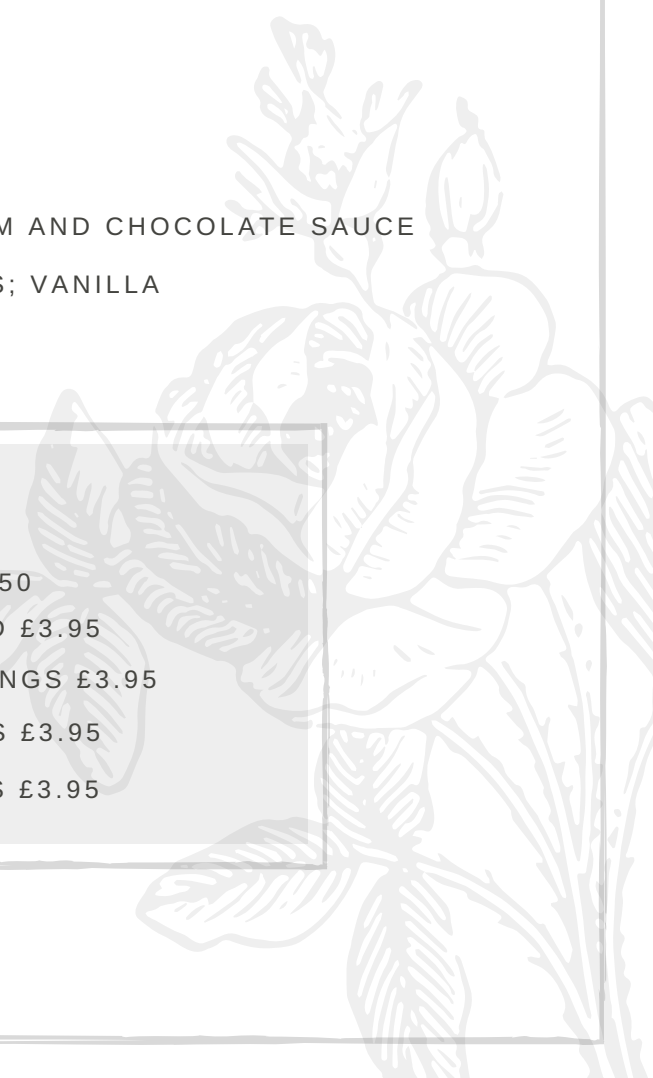 M AND CHOCOLATE SAUCE
S; VANILLA
50
D £3.95
NGS £3.95
S £3.95
S £3.95